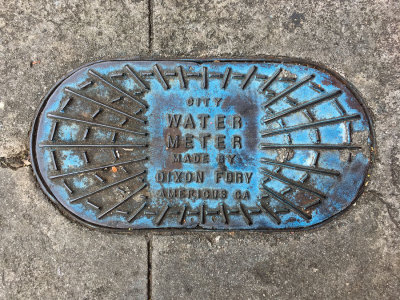 CITY
WATER
METER
MADE BY
DIXON FDRY
AMERICUS GA